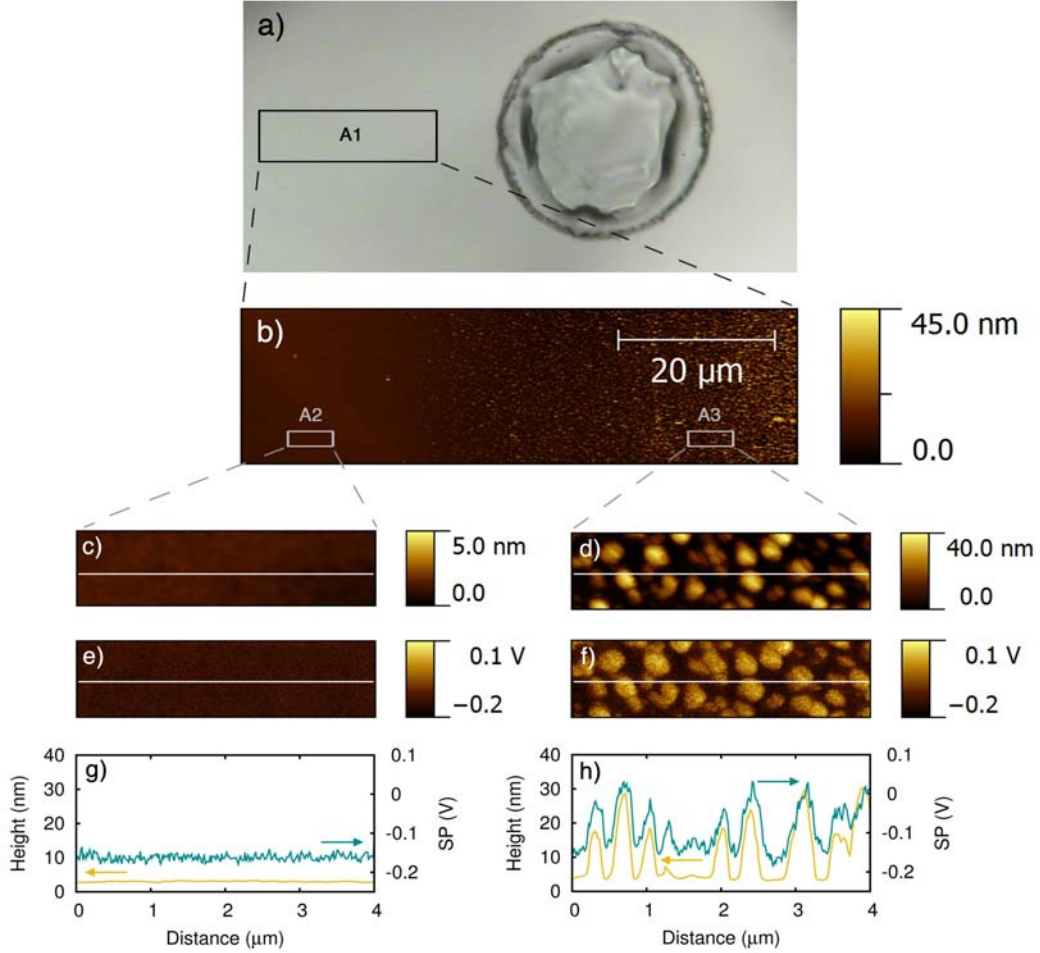 a)
A1
b)
20 μm
A2
A3
45.0 nm
0.0
c)
5.0 nm
0.0
d)
40.0 nm
0.0
e)
0.1 V
−0.2
f)
0.1 V
−0.2
g)
40
30
20
10
0
Height (nm)
0.1
0
-0.1
-0.2
SP (V)
0 1 2 3 4
Distance (μm)
h)
40
30
20
10
0
Height (nm)
0.1
0
-0.1
-0.2
SP (V)
0 1 2 3 4
Distance (μm)